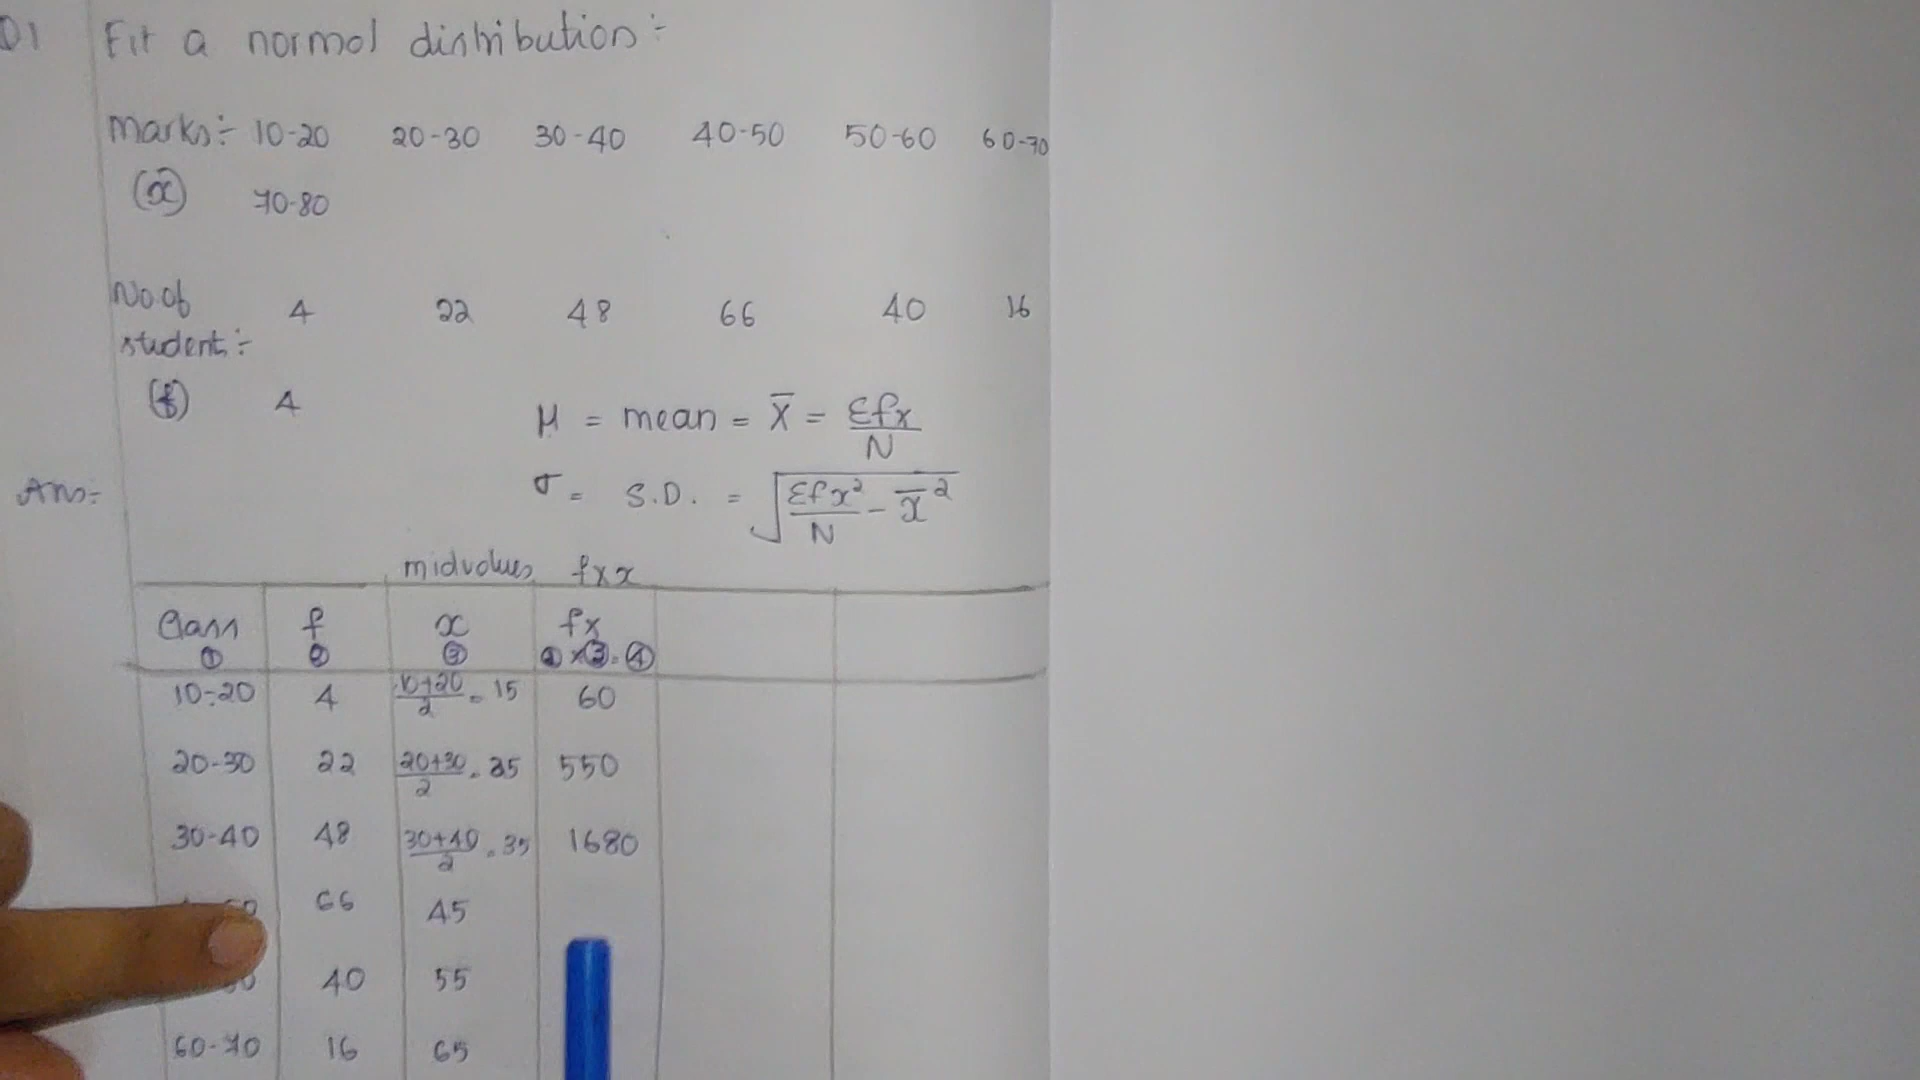 Q1 Fit a normal distribution :-
Marks :- 10-20 20-30 30-40 40-50 50-60 60-70
(x) 70-80
No. of 4 22 48 66 40 16
student :-
(f) 4
μ = mean = X̄ = Σfx / N
Ans :-
σ = S.D. = √(Σfx² / N - x̄²)
midvalues f×x
Class f x fx
① ② ③ ②×③=④
10-20 4 10+20 / 2 = 15 60
20-30 22 20+30 / 2 = 25 550
30-40 48 30+40 / 2 = 35 1680
66 45
40 55
60-70 16 65